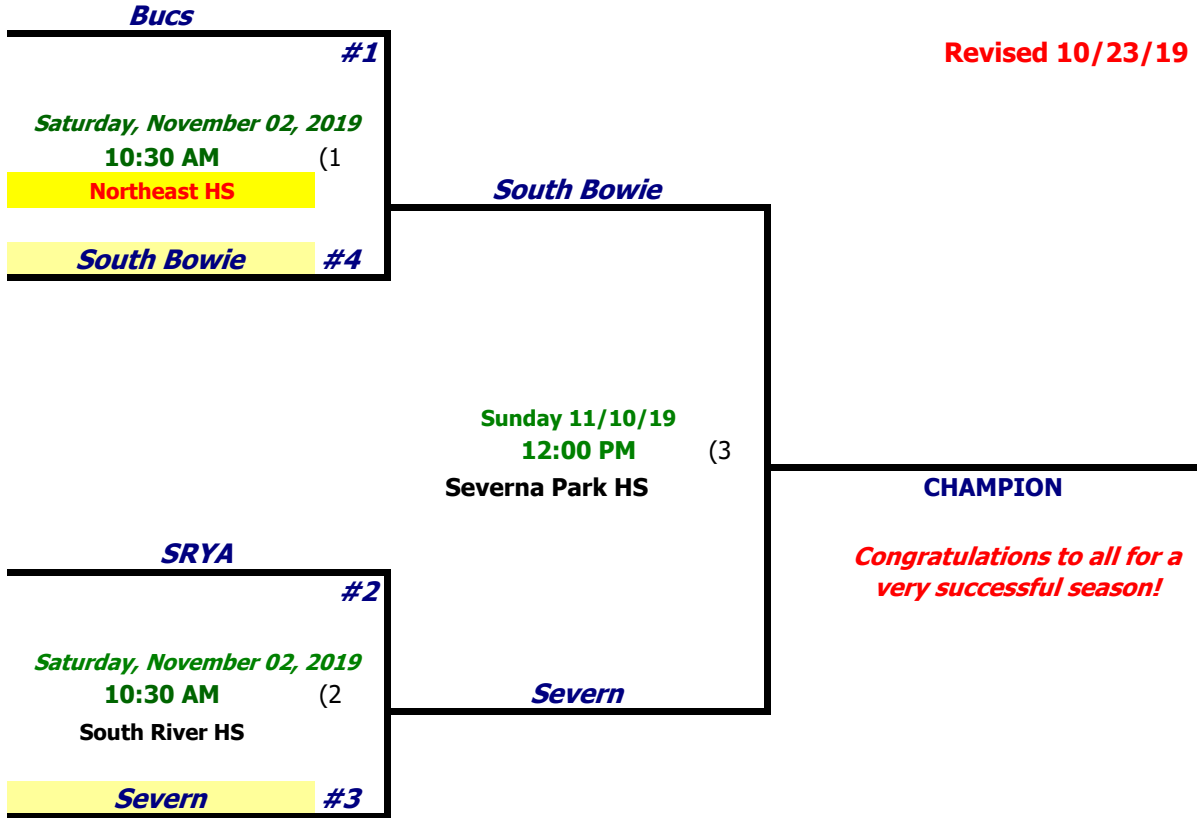 Bucs
#1
Revised 10/23/19
Saturday, November 02, 2019
10:30 AM (1
Northeast HS
South Bowie
South Bowie #4
Sunday 11/10/19
12:00 PM (3
Severna Park HS
CHAMPION
SRYA
Congratulations to all for a
very successful season!
#2
Saturday, November 02, 2019
10:30 AM (2
Severn
South River HS
Severn #3